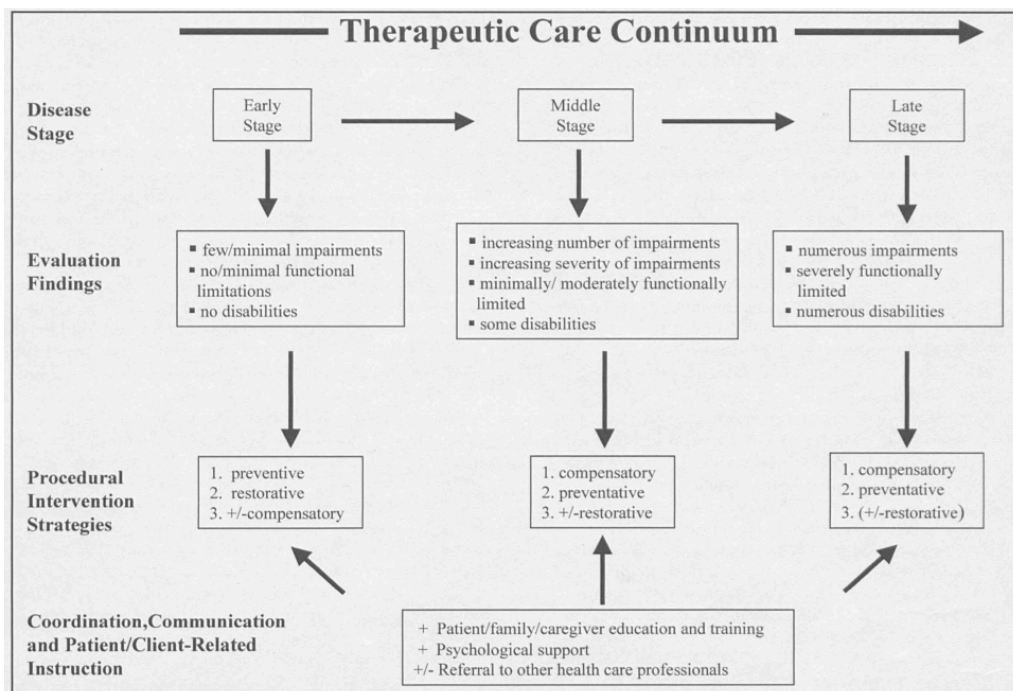 Therapeutic Care Continuum
Disease
Stage
Early
Stage
Middle
Stage
Late
Stage
Evaluation
Findings
▪ few/minimal impairments
▪ no/minimal functional
limitations
▪ no disabilities
▪ increasing number of impairments
▪ increasing severity of impairments
▪ minimally/ moderately functionally
limited
▪ some disabilities
▪ numerous impairments
▪ severely functionally
limited
▪ numerous disabilities
Procedural
Intervention
Strategies
1. preventive
2. restorative
3. +/-compensatory
1. compensatory
2. preventative
3. +/-restorative
1. compensatory
2. preventative
3. (+/-restorative)
Coordination,Communication
and Patient/Client-Related
Instruction
+ Patient/family/caregiver education and training
+ Psychological support
+/- Referral to other health care professionals